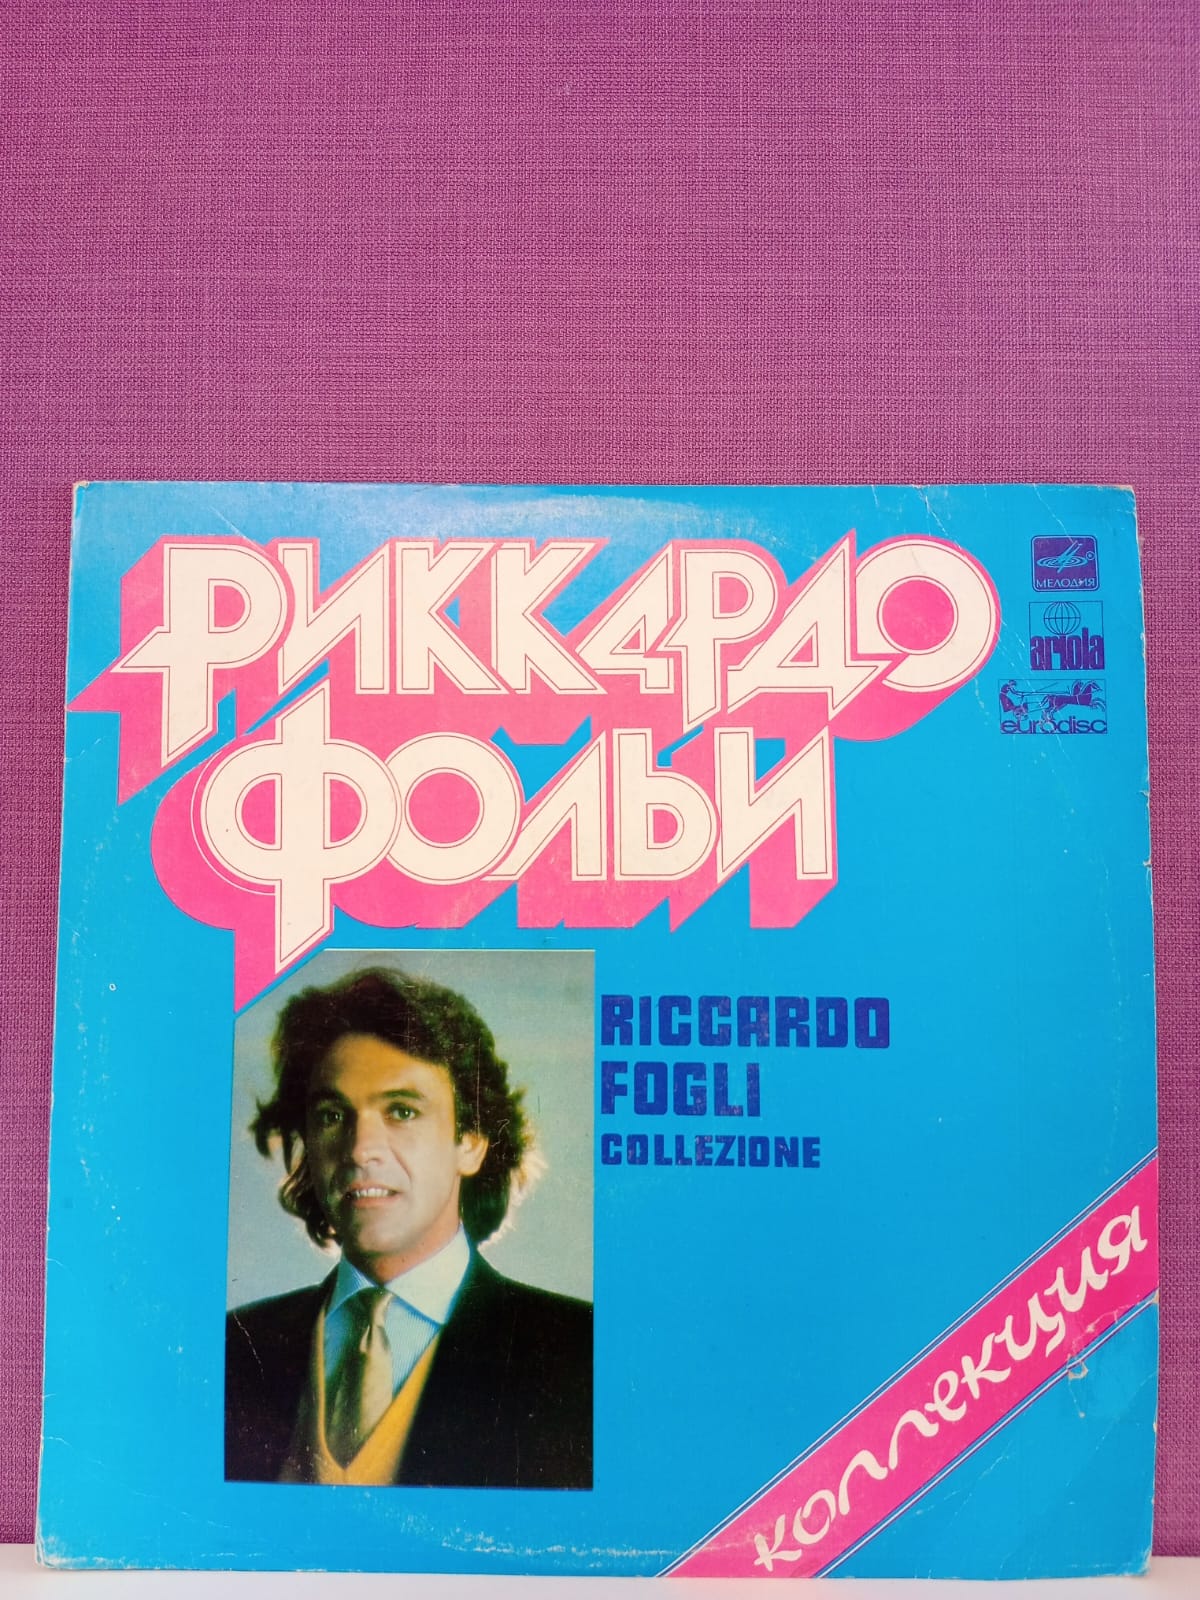 РИККАРДО
ФОЛЬИ
МЕЛОДИЯ
ariola
eurodisc
RICCARDO
FOGLI
COLLEZIONE
коллекция